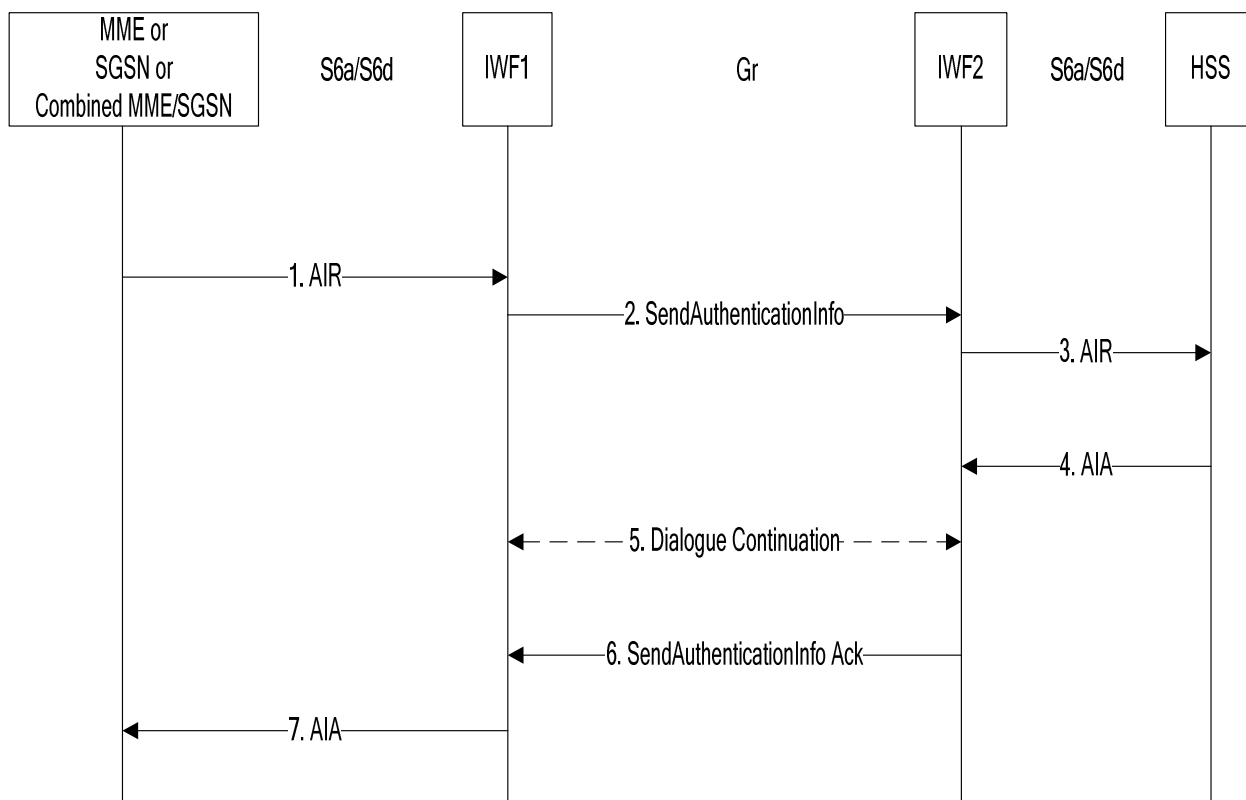 MME or
SGSN or
Combined MME/SGSN
S6a/S6d
IWF1
Gr
IWF2
S6a/S6d
HSS
1. AIR
2. SendAuthenticationInfo
3. AIR
4. AIA
5. Dialogue Continuation
6. SendAuthenticationInfo Ack
7. AIA